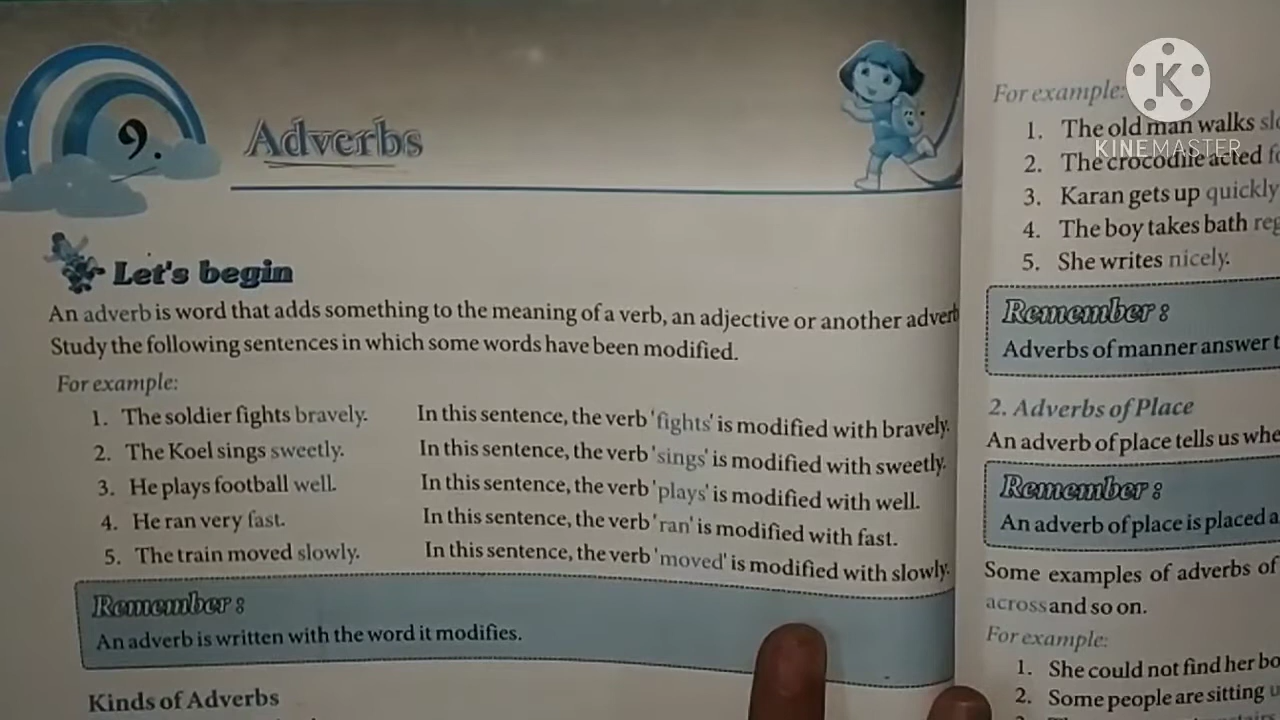 9.
Adverbs
Let's begin
An adverb is word that adds something to the meaning of a verb, an adjective or another adverb
Study the following sentences in which some words have been modified.
For example:
1. The soldier fights bravely. In this sentence, the verb 'fights' is modified with bravely.
2. The Koel sings sweetly. In this sentence, the verb 'sings' is modified with sweetly.
3. He plays football well. In this sentence, the verb 'plays' is modified with well.
4. He ran very fast. In this sentence, the verb 'ran' is modified with fast.
5. The train moved slowly. In this sentence, the verb 'moved' is modified with slowly.
Remember :
An adverb is written with the word it modifies.
Kinds of Adverbs
For example:
1. The old man walks
2. The crocodile acted
3. Karan gets up quickly
4. The boy takes bath
5. She writes nicely.
Remember :
Adverbs of manner answer
2. Adverbs of Place
An adverb of place tells us
Remember :
An adverb of place is placed
Some examples of adverbs of
across and so on.
For example:
1. She could not find her
2. Some people are sitting
K
KINEMASTER